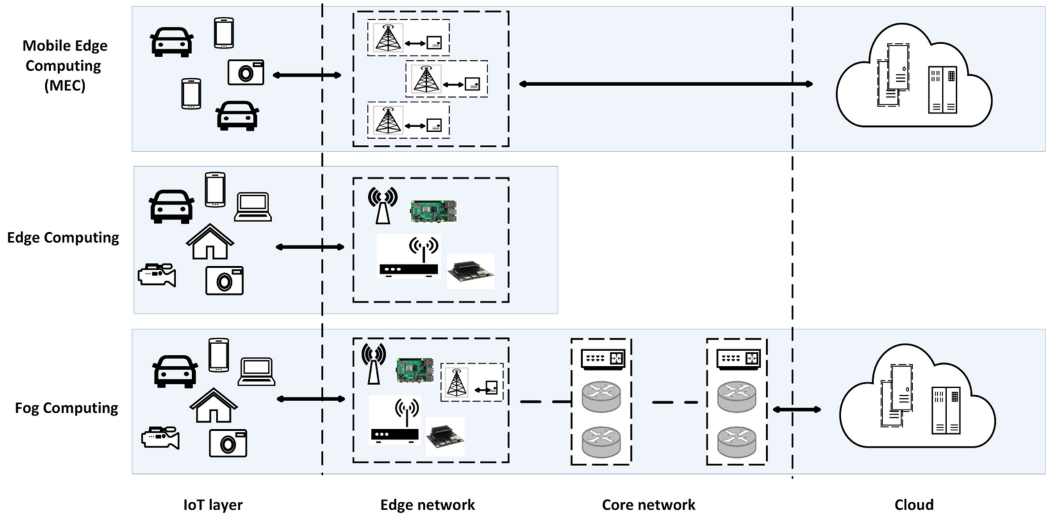 Mobile Edge
Computing
(MEC)
Edge Computing
Fog Computing
IoT layer
Edge network
Core network
Cloud